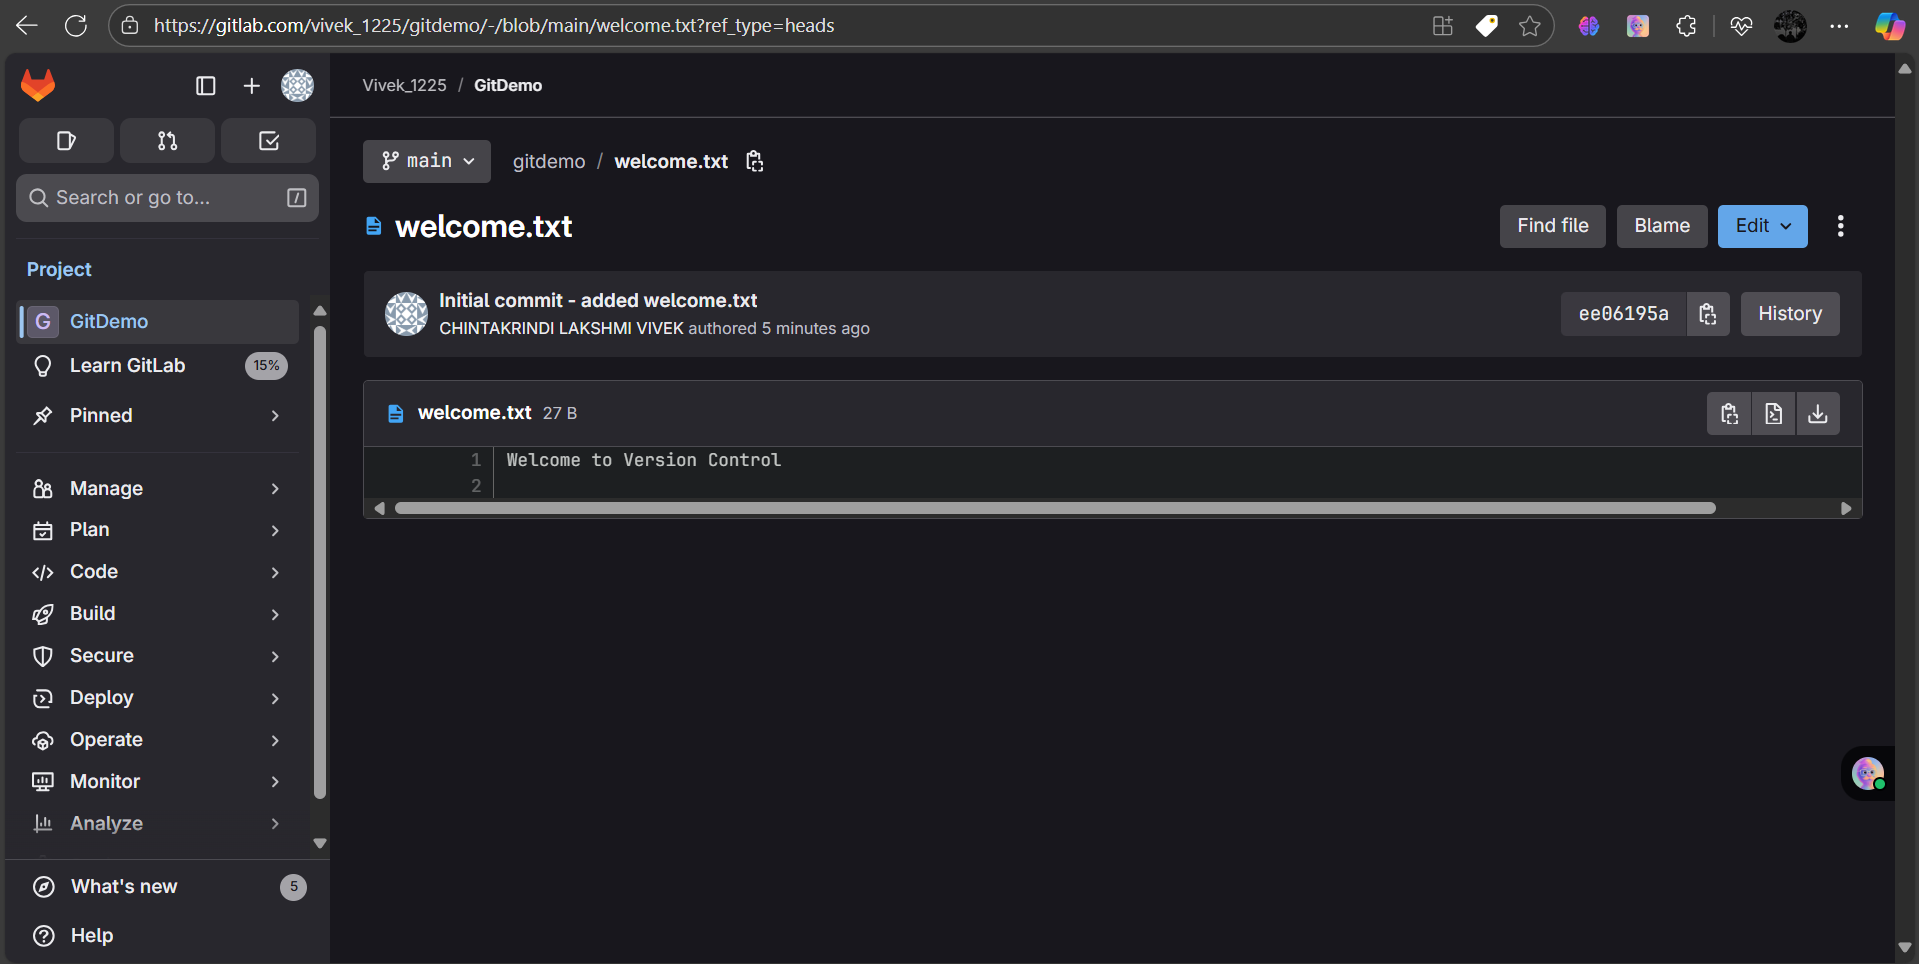 https://gitlab.com/vivek_1225/gitdemo/-/blob/main/welcome.txt?ref_type=heads
Vivek_1225 / GitDemo
Search or go to... /
Project
G GitDemo
Learn GitLab 15%
Pinned
Manage
Plan
Code
Build
Secure
Deploy
Operate
Monitor
Analyze
What's new 5
Help
main gitdemo / welcome.txt
welcome.txt
Find file Blame Edit
Initial commit - added welcome.txt
CHINTAKRINDI LAKSHMI VIVEK authored 5 minutes ago
ee06195a History
welcome.txt 27 B
1 Welcome to Version Control
2